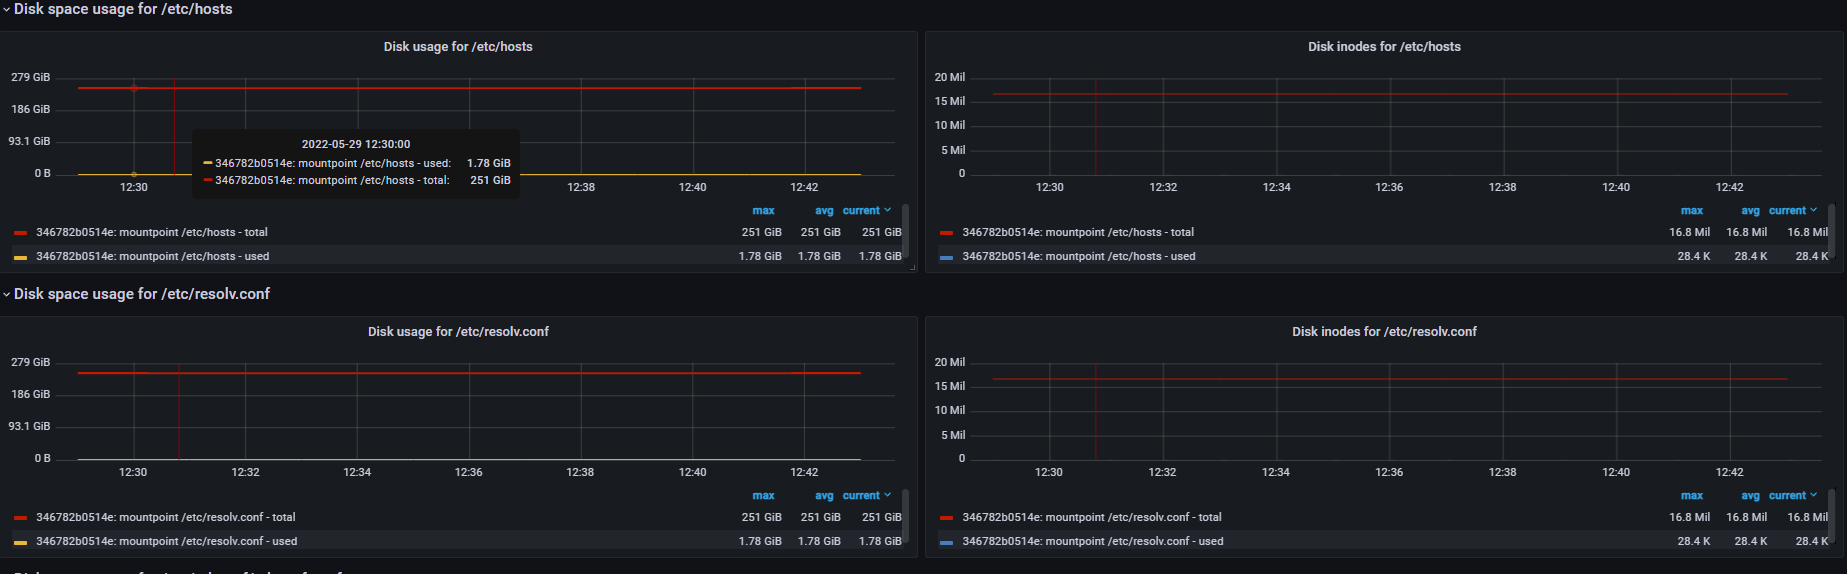 Disk space usage for /etc/hosts
Disk usage for /etc/hosts
279 GiB
186 GiB
93.1 GiB
0 B
12:30
12:38
12:40
12:42
2022-05-29 12:30:00
346782b0514e: mountpoint /etc/hosts - used: 1.78 GiB
346782b0514e: mountpoint /etc/hosts - total: 251 GiB
max avg current
346782b0514e: mountpoint /etc/hosts - total 251 GiB 251 GiB 251 GiB
346782b0514e: mountpoint /etc/hosts - used 1.78 GiB 1.78 GiB 1.78 GiB
Disk inodes for /etc/hosts
20 Mil
15 Mil
10 Mil
5 Mil
0
12:30 12:32 12:34 12:36 12:38 12:40 12:42
max avg current
346782b0514e: mountpoint /etc/hosts - total 16.8 Mil 16.8 Mil 16.8 Mil
346782b0514e: mountpoint /etc/hosts - used 28.4 K 28.4 K 28.4 K
Disk space usage for /etc/resolv.conf
Disk usage for /etc/resolv.conf
279 GiB
186 GiB
93.1 GiB
0 B
12:30 12:32 12:34 12:36 12:38 12:40 12:42
max avg current
346782b0514e: mountpoint /etc/resolv.conf - total 251 GiB 251 GiB 251 GiB
346782b0514e: mountpoint /etc/resolv.conf - used 1.78 GiB 1.78 GiB 1.78 GiB
Disk inodes for /etc/resolv.conf
20 Mil
15 Mil
10 Mil
5 Mil
0
12:30 12:32 12:34 12:36 12:38 12:40 12:42
max avg current
346782b0514e: mountpoint /etc/resolv.conf - total 16.8 Mil 16.8 Mil 16.8 Mil
346782b0514e: mountpoint /etc/resolv.conf - used 28.4 K 28.4 K 28.4 K